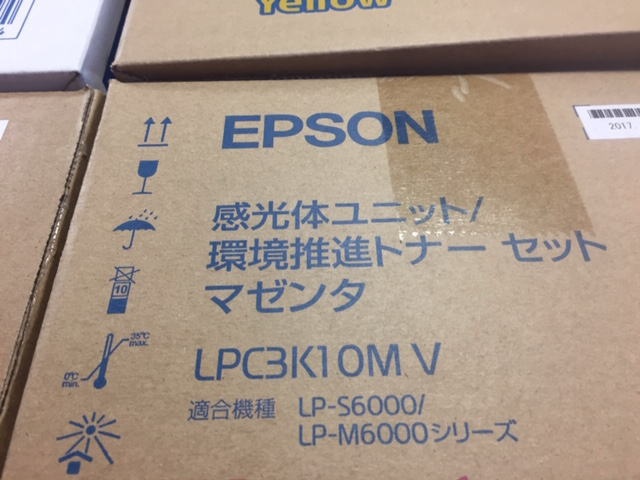 Yellow
EPSON
2017.
感光体ユニット/
環境推進トナー セット
マゼンタ
10
35℃
max.
0℃
min.
LPC3K10M V
適合機種 LP-S6000/
LP-M6000シリーズ